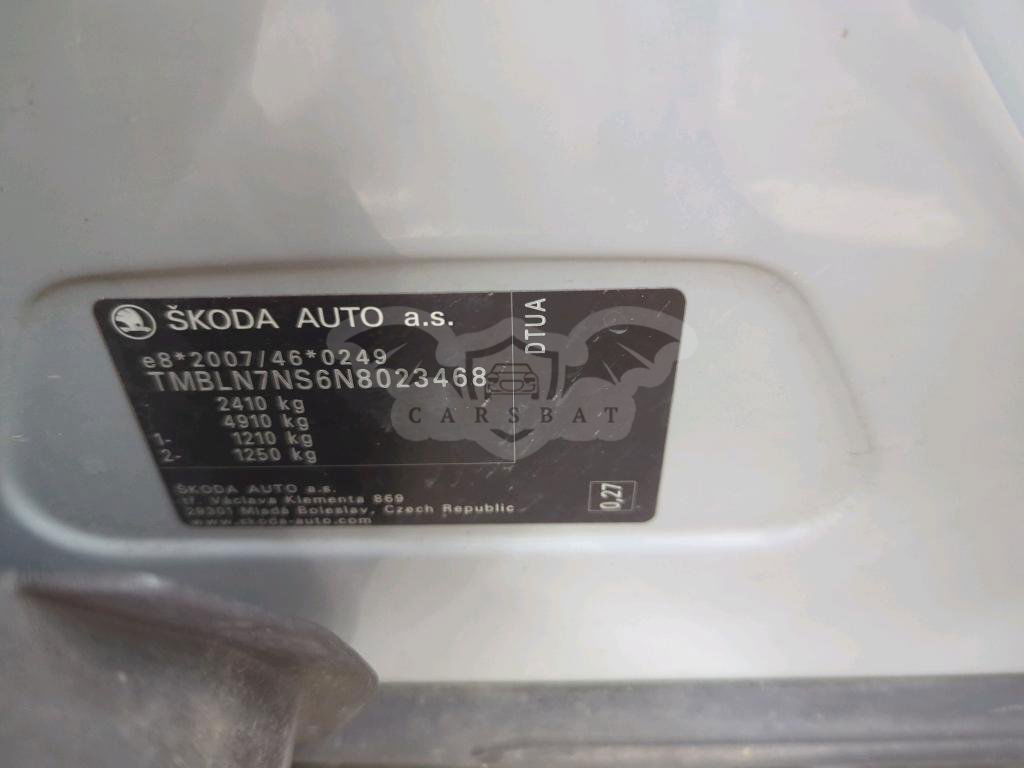 ŠKODA AUTO a.s.
DTUA
e8*2007/46*0249
TMBLN7NS6N8023468
2410 kg
4910 kg
1- 1210 kg
2- 1250 kg
CARSBAT
ŠKODA AUTO a.s.
tř. Václava Klementa 869
29301 Mladá Boleslav, Czech Republic
www.skoda-auto.com
0,27